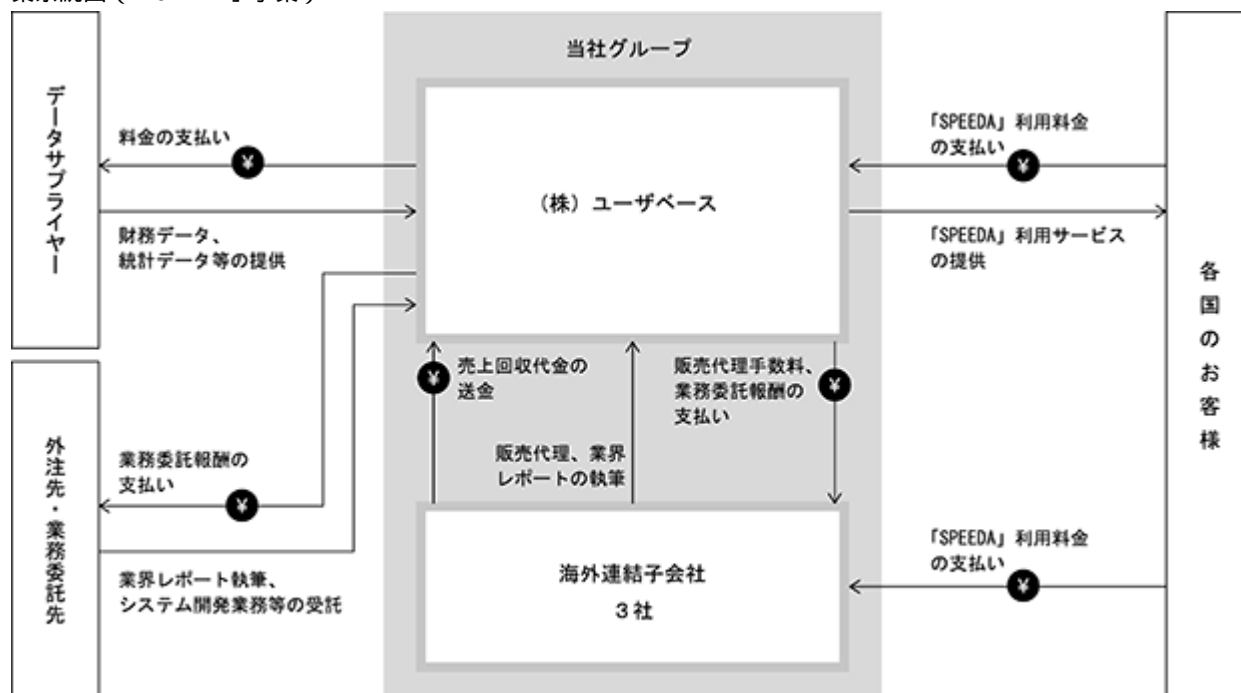 当社グループ
データサプライヤー
料金の支払い
¥
財務データ、
統計データ等の提供
(株)ユーザベース
「SPEEDA」利用料金
の支払い
¥
「SPEEDA」利用サービス
の提供
各国のお客様
¥
売上回収代金の
送金
販売代理手数料、
業務委託報酬の
支払い
¥
販売代理、業界
レポートの執筆
外注先・業務委託先
業務委託報酬の
支払い
¥
業界レポート執筆、
システム開発業務等の受託
海外連結子会社
3社
「SPEEDA」利用料金
の支払い
¥